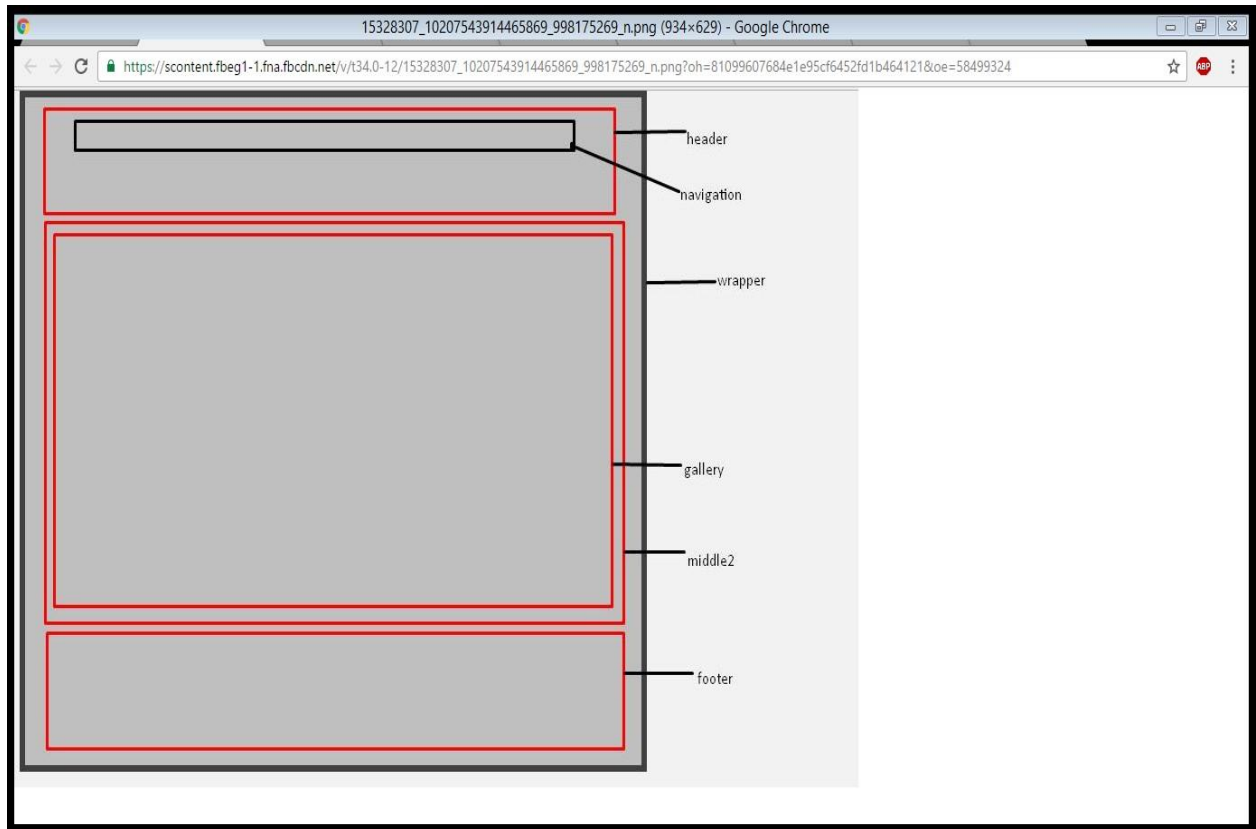 15328307_10207543914465869_998175269_n.png (934×629) - Google Chrome
https://scontent.fbeg1-1.fna.fbcdn.net/v/t34.0-12/15328307_10207543914465869_998175269_n.png?oh=81099607684e1e95cf6452fd1b464121&oe=58499324
ABP
header
navigation
wrapper
gallery
middle2
footer